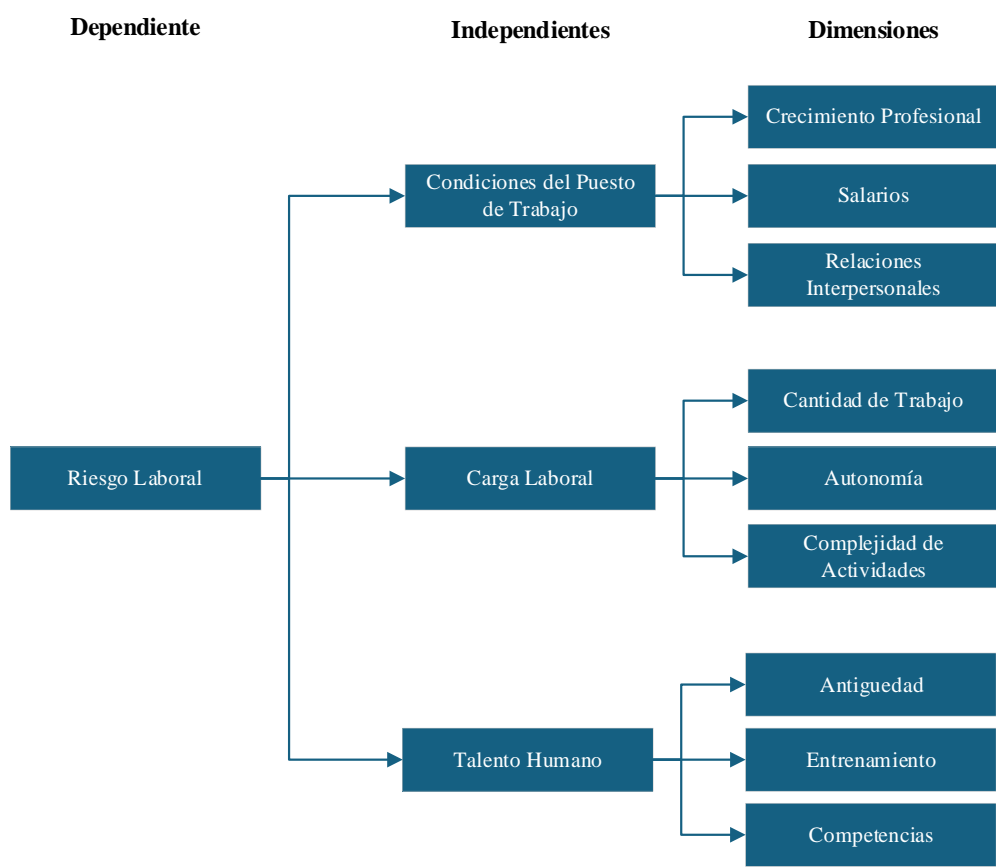 Dependiente
Independientes
Dimensiones
Crecimiento Profesional
Condiciones del Puesto
de Trabajo
Salarios
Relaciones
Interpersonales
Cantidad de Trabajo
Riesgo Laboral
Carga Laboral
Autonomía
Complejidad de
Actividades
Antiguedad
Talento Humano
Entrenamiento
Competencias